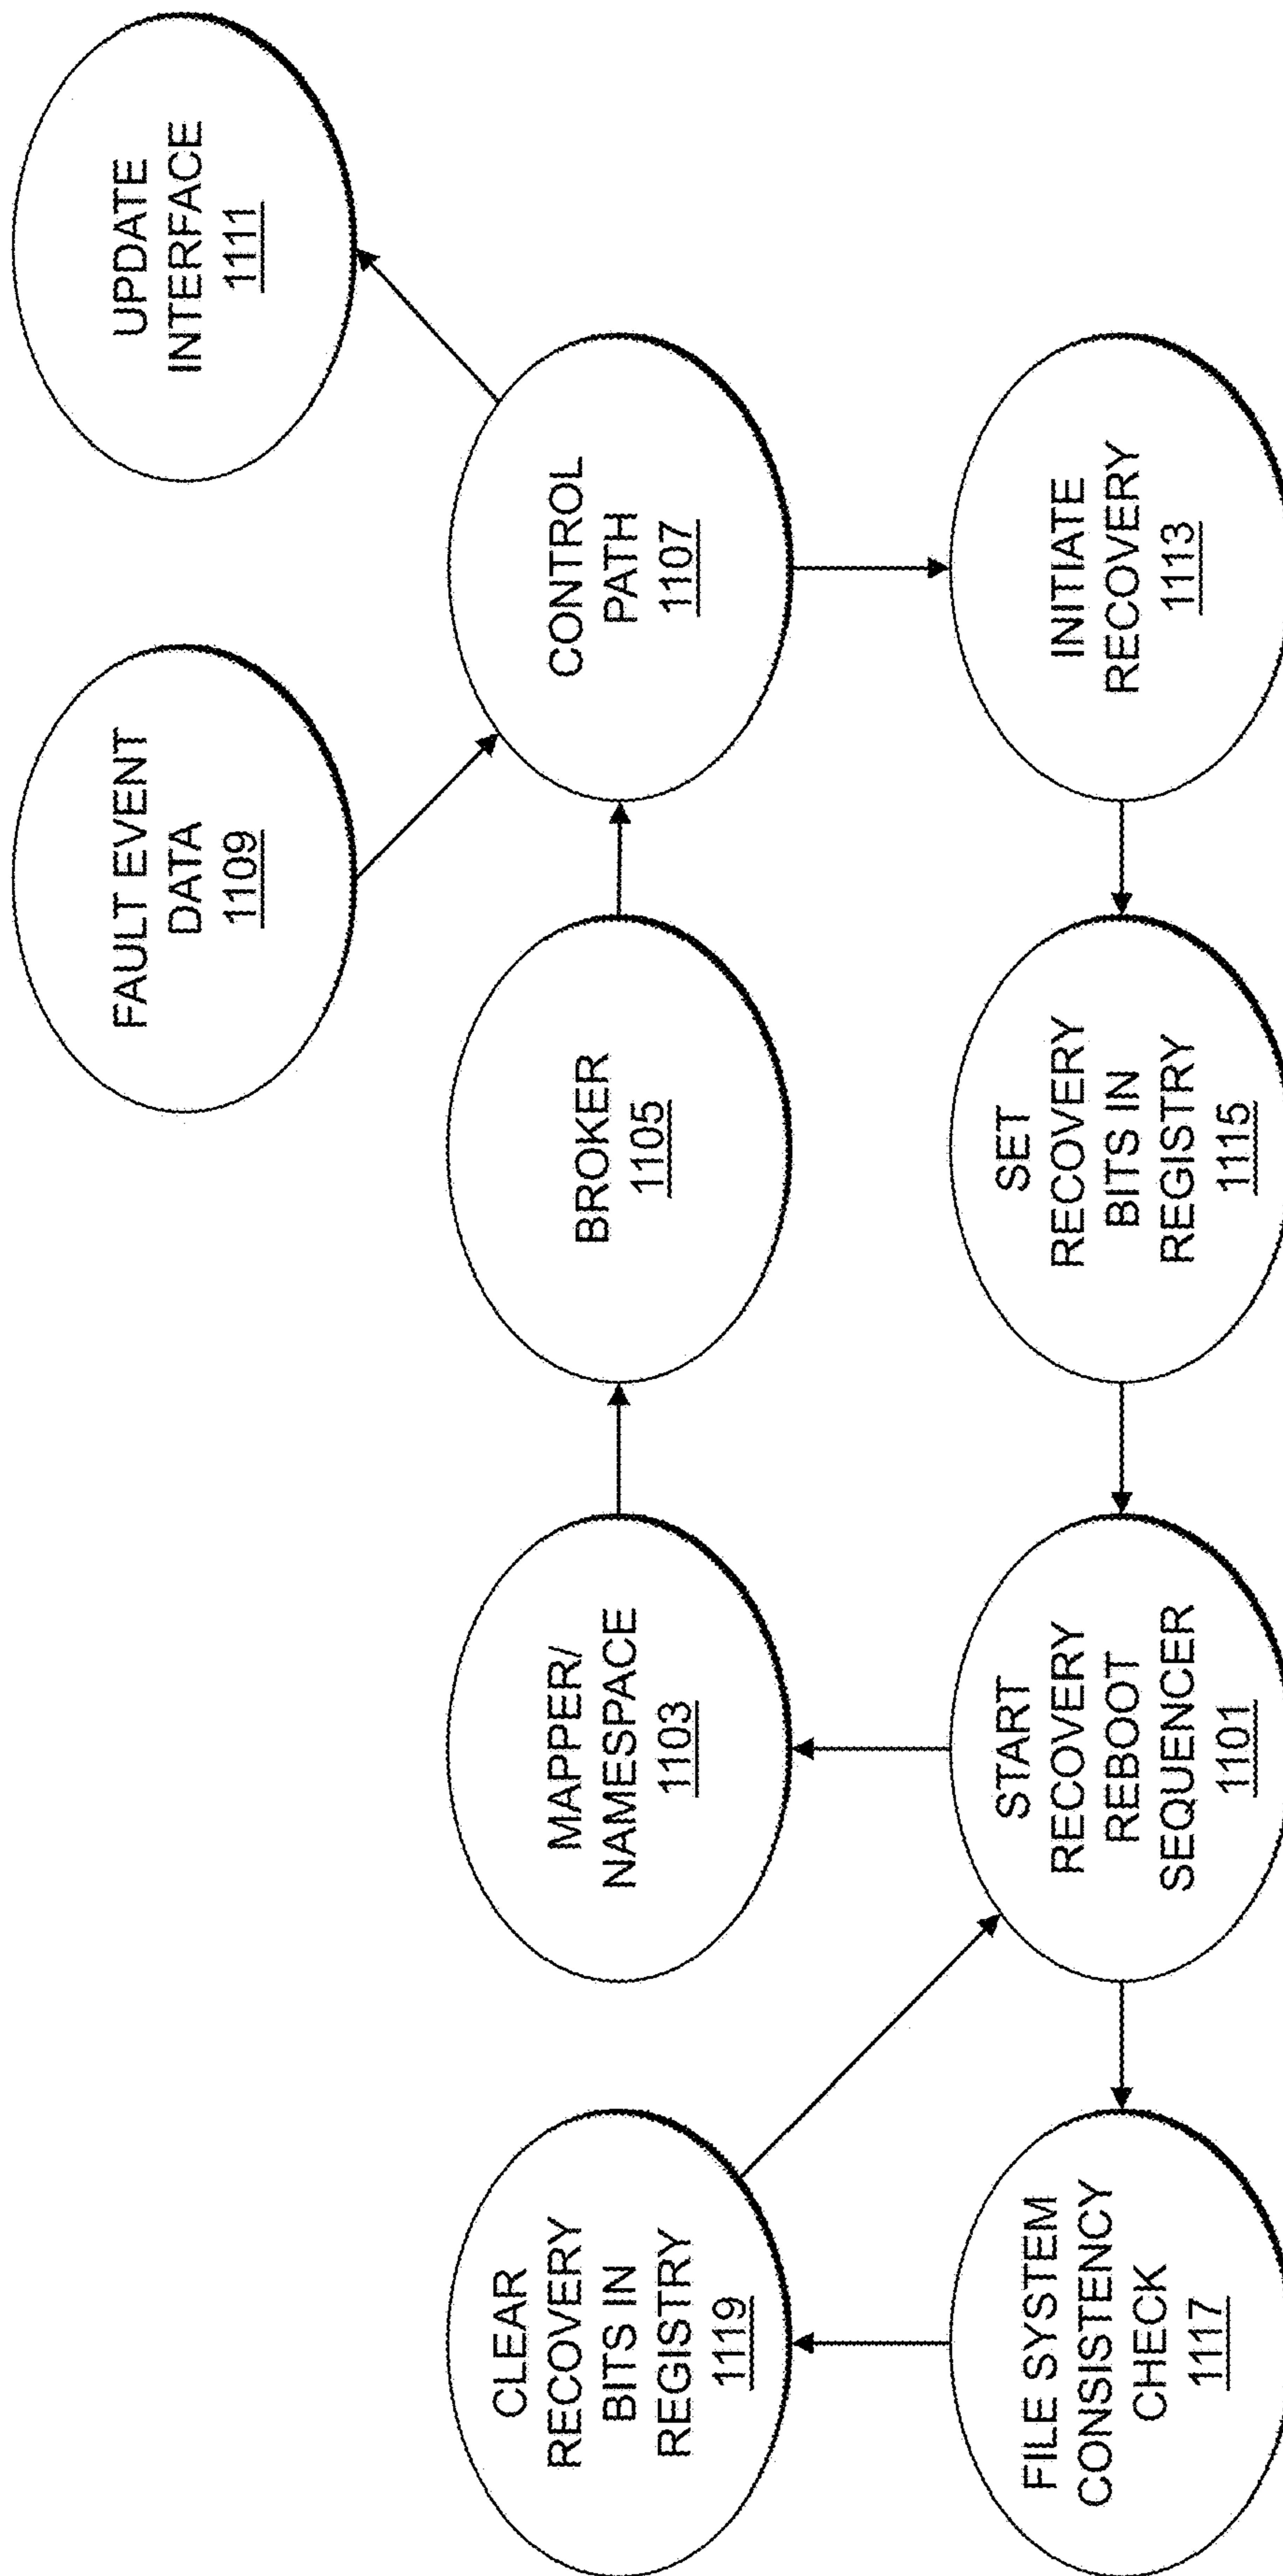 FAULT EVENT
DATA
1109
UPDATE
INTERFACE
1111
CLEAR
RECOVERY
BITS IN
REGISTRY
1119
MAPPER/
NAMESPACE
1103
BROKER
1105
CONTROL
PATH
1107
FILE SYSTEM
CONSISTENCY
CHECK
1117
START
RECOVERY
REBOOT
SEQUENCER
1101
SET
RECOVERY
BITS IN
REGISTRY
1115
INITIATE
RECOVERY
1113